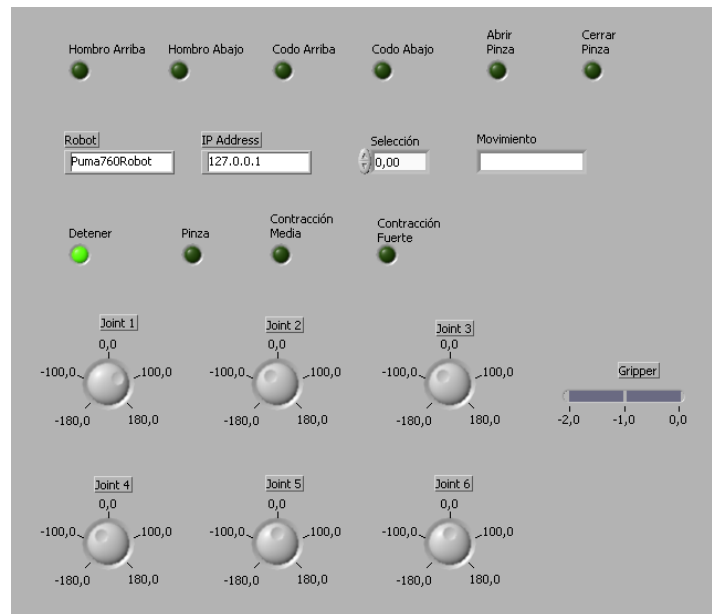 Hombro Arriba
Hombro Abajo
Codo Arriba
Codo Abajo
Abrir
Pinza
Cerrar
Pinza
Robot
Puma760Robot
IP Address
127.0.0.1
Selección
0,00
Movimiento
Detener
Pinza
Contracción
Media
Contracción
Fuerte
Joint 1
0,0
-100,0
100,0
-180,0
180,0
Joint 2
0,0
-100,0
100,0
-180,0
180,0
Joint 3
0,0
-100,0
100,0
-180,0
180,0
Gripper
-2,0
-1,0
0,0
Joint 4
0,0
-100,0
100,0
-180,0
180,0
Joint 5
0,0
-100,0
100,0
-180,0
180,0
Joint 6
0,0
-100,0
100,0
-180,0
180,0